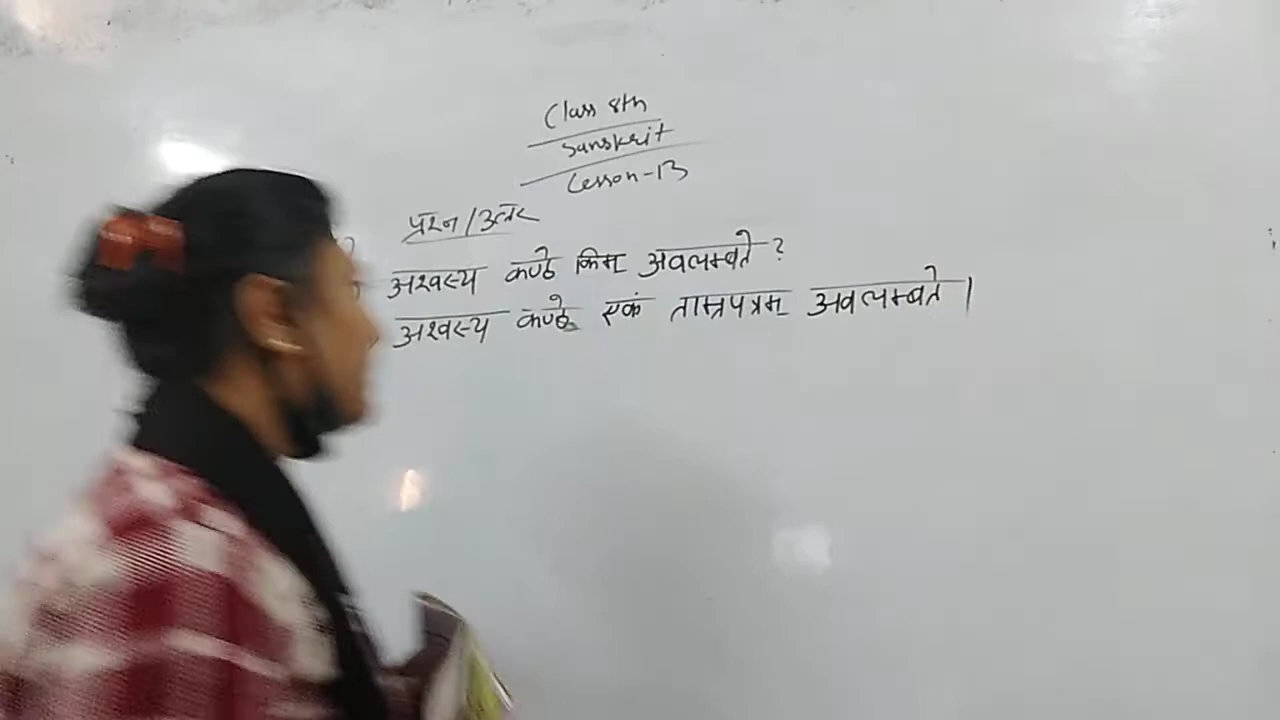 Class 8th
Sanskrit
Lesson-13
प्रश्न/उत्तर
अश्वस्य कण्ठे किम् अवलम्बते?
अश्वस्य कण्ठे एकं ताम्रपत्रम् अवलम्बते।